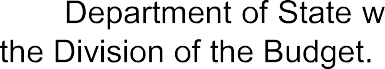 Department of State w
the Division of the Budget.